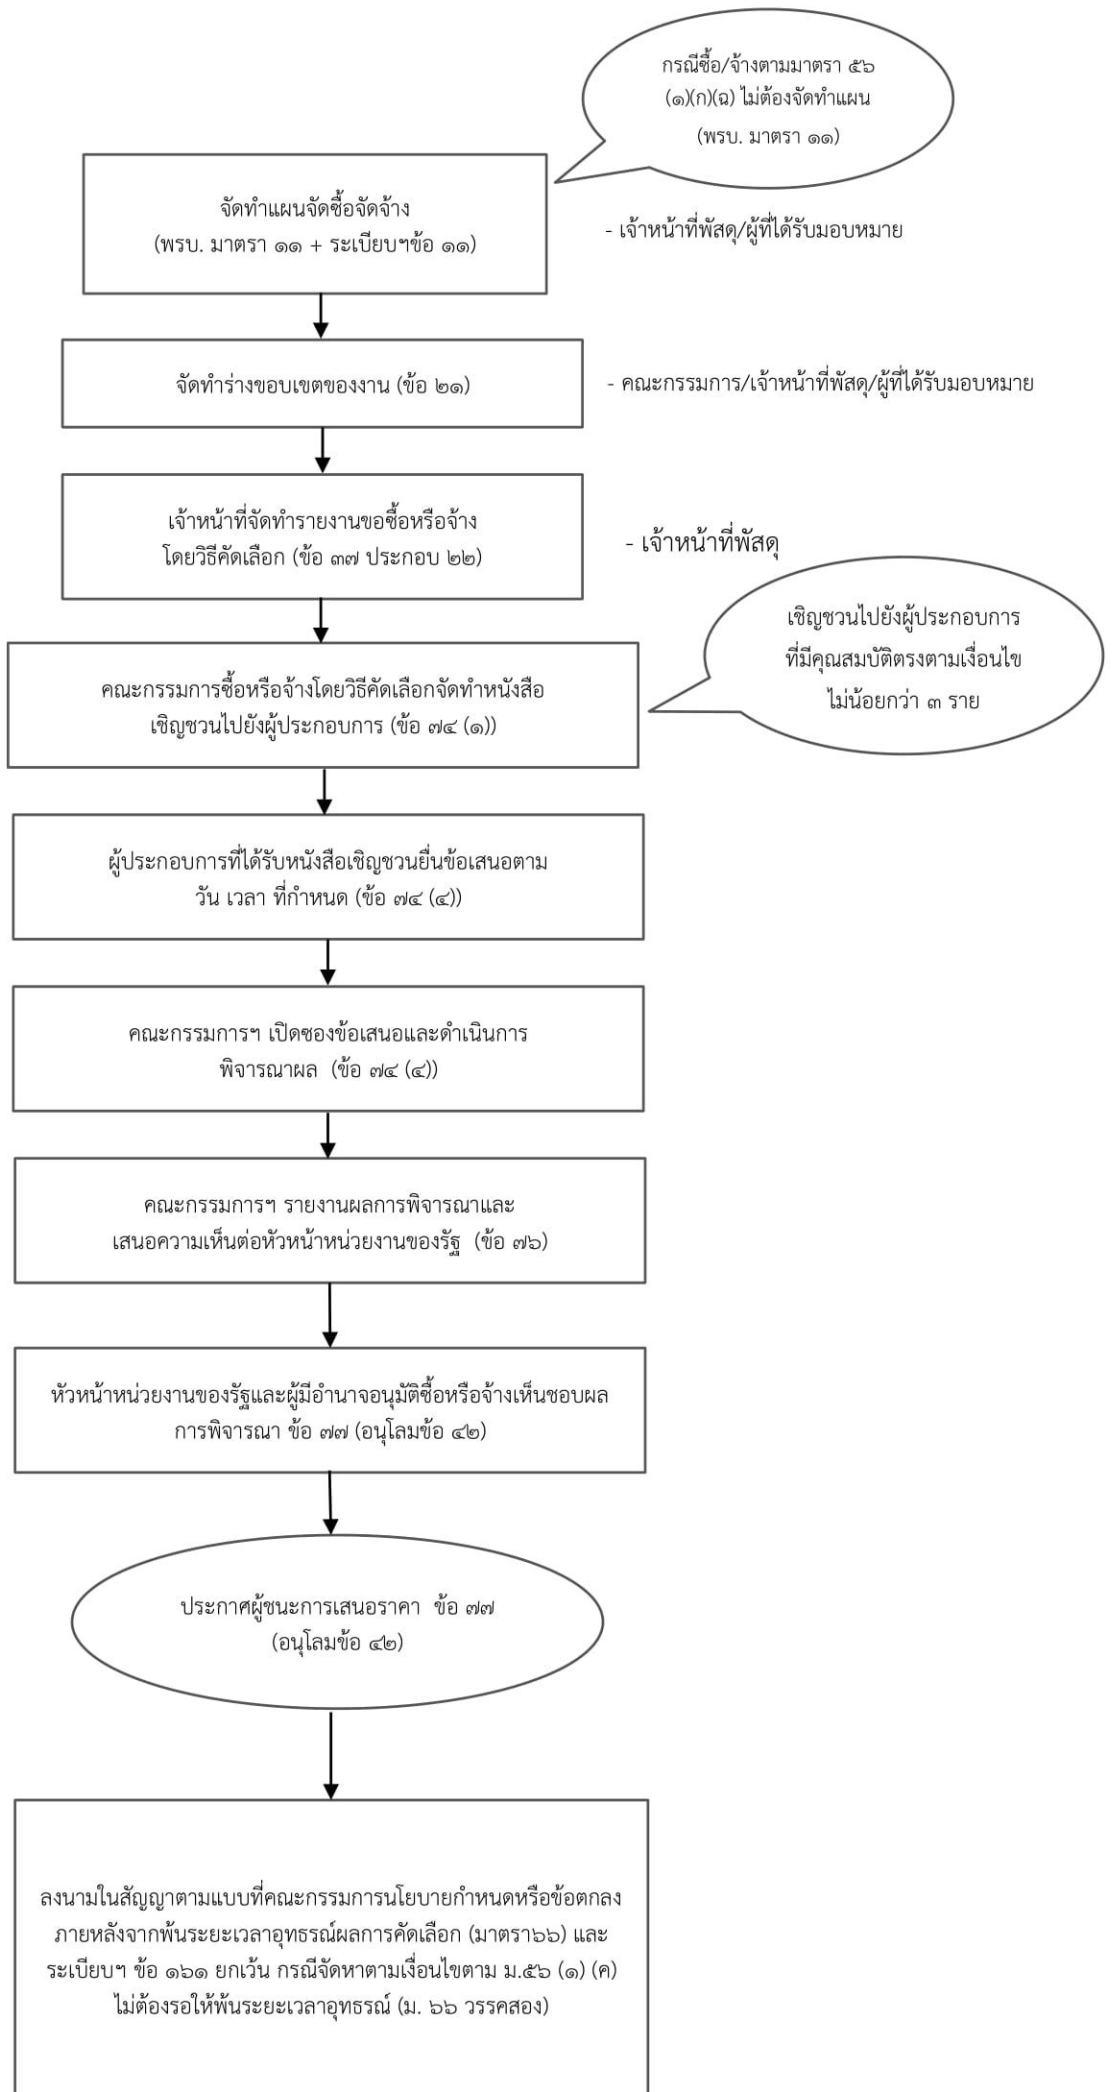 กรณีซื้อ/จ้างตามมาตรา ๕๖
(๑)(ก)(ฉ) ไม่ต้องจัดทำแผน
(พรบ. มาตรา ๑๑)
จัดทำแผนจัดซื้อจัดจ้าง
(พรบ. มาตรา ๑๑ + ระเบียบฯข้อ ๑๑)
- เจ้าหน้าที่พัสดุ/ผู้ที่ได้รับมอบหมาย
จัดทำร่างขอบเขตของงาน (ข้อ ๒๑)
- คณะกรรมการ/เจ้าหน้าที่พัสดุ/ผู้ที่ได้รับมอบหมาย
เจ้าหน้าที่จัดทำรายงานขอซื้อหรือจ้าง
โดยวิธีคัดเลือก (ข้อ ๓๗ ประกอบ ๒๒)
- เจ้าหน้าที่พัสดุ
เชิญชวนไปยังผู้ประกอบการ
ที่มีคุณสมบัติตรงตามเงื่อนไข
ไม่น้อยกว่า ๓ ราย
คณะกรรมการซื้อหรือจ้างโดยวิธีคัดเลือกจัดทำหนังสือ
เชิญชวนไปยังผู้ประกอบการ (ข้อ ๗๔ (๑))
ผู้ประกอบการที่ได้รับหนังสือเชิญชวนยื่นข้อเสนอตาม
วัน เวลา ที่กำหนด (ข้อ ๗๔ (๔))
คณะกรรมการฯ เปิดซองข้อเสนอและดำเนินการ
พิจารณาผล (ข้อ ๗๔ (๔))
คณะกรรมการฯ รายงานผลการพิจารณาและ
เสนอความเห็นต่อหัวหน้าหน่วยงานของรัฐ (ข้อ ๗๖)
หัวหน้าหน่วยงานของรัฐและผู้มีอำนาจอนุมัติซื้อหรือจ้างเห็นชอบผล
การพิจารณา ข้อ ๗๗ (อนุโลมข้อ ๔๒)
ประกาศผู้ชนะการเสนอราคา ข้อ ๗๗
(อนุโลมข้อ ๔๒)
ลงนามในสัญญาตามแบบที่คณะกรรมการนโยบายกำหนดหรือข้อตกลง
ภายหลังจากพ้นระยะเวลาอุทธรณ์ผลการคัดเลือก (มาตรา๖๖) และ
ระเบียบฯ ข้อ ๑๖๑ ยกเว้น กรณีจัดหาตามเงื่อนไขตาม ม.๕๖ (๑) (ค)
ไม่ต้องรอให้พ้นระยะเวลาอุทธรณ์ (ม. ๖๖ วรรคสอง)